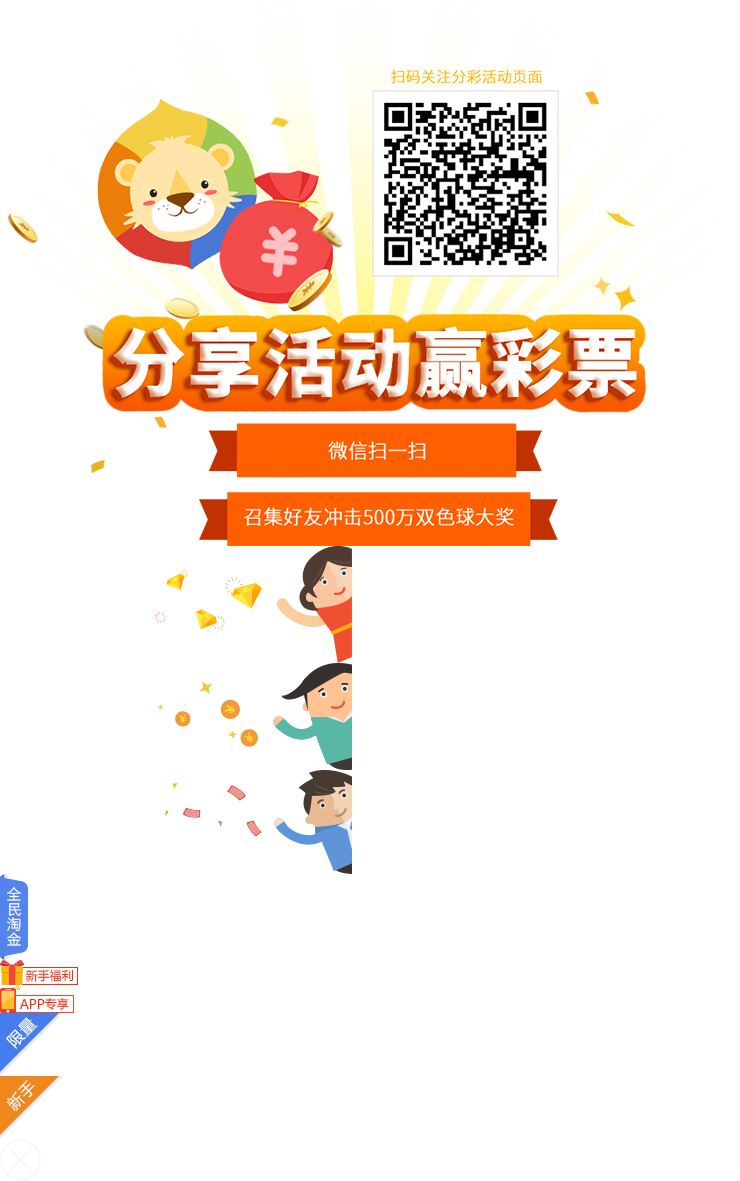 扫码关注分彩活动页面
¥
分享活动赢彩票
微信扫一扫
召集好友冲击500万双色球大奖
全民淘金
新手福利
APP专享
限量
新手